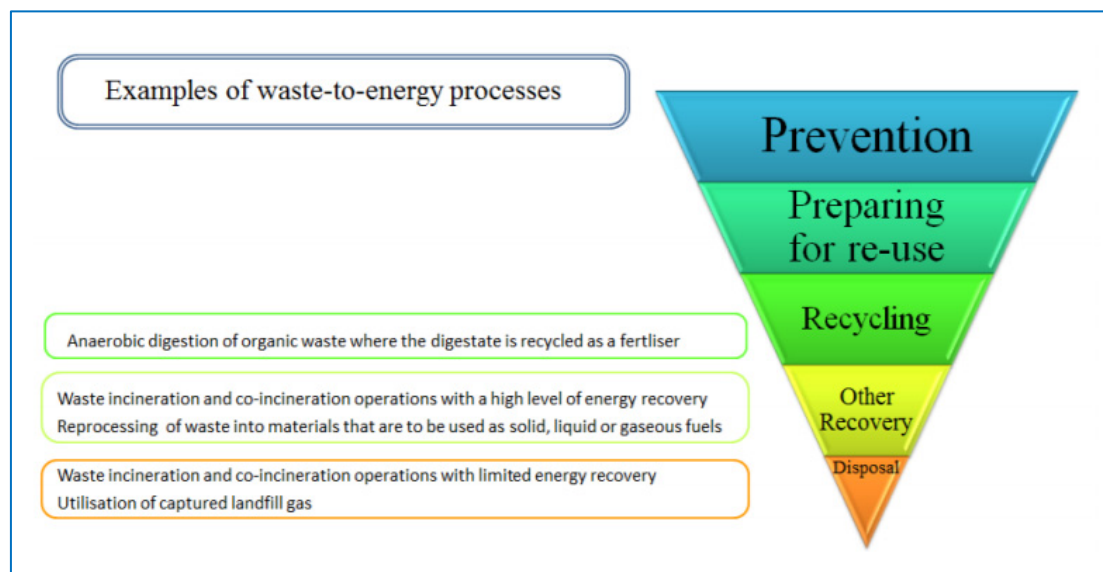 Examples of waste-to-energy processes
Prevention
Preparing
for re-use
Recycling
Anaerobic digestion of organic waste where the digestate is recycled as a fertliser
Other
Recovery
Waste incineration and co-incineration operations with a high level of energy recovery
Reprocessing of waste into materials that are to be used as solid, liquid or gaseous fuels
Disposal
Waste incineration and co-incineration operations with limited energy recovery
Utilisation of captured landfill gas